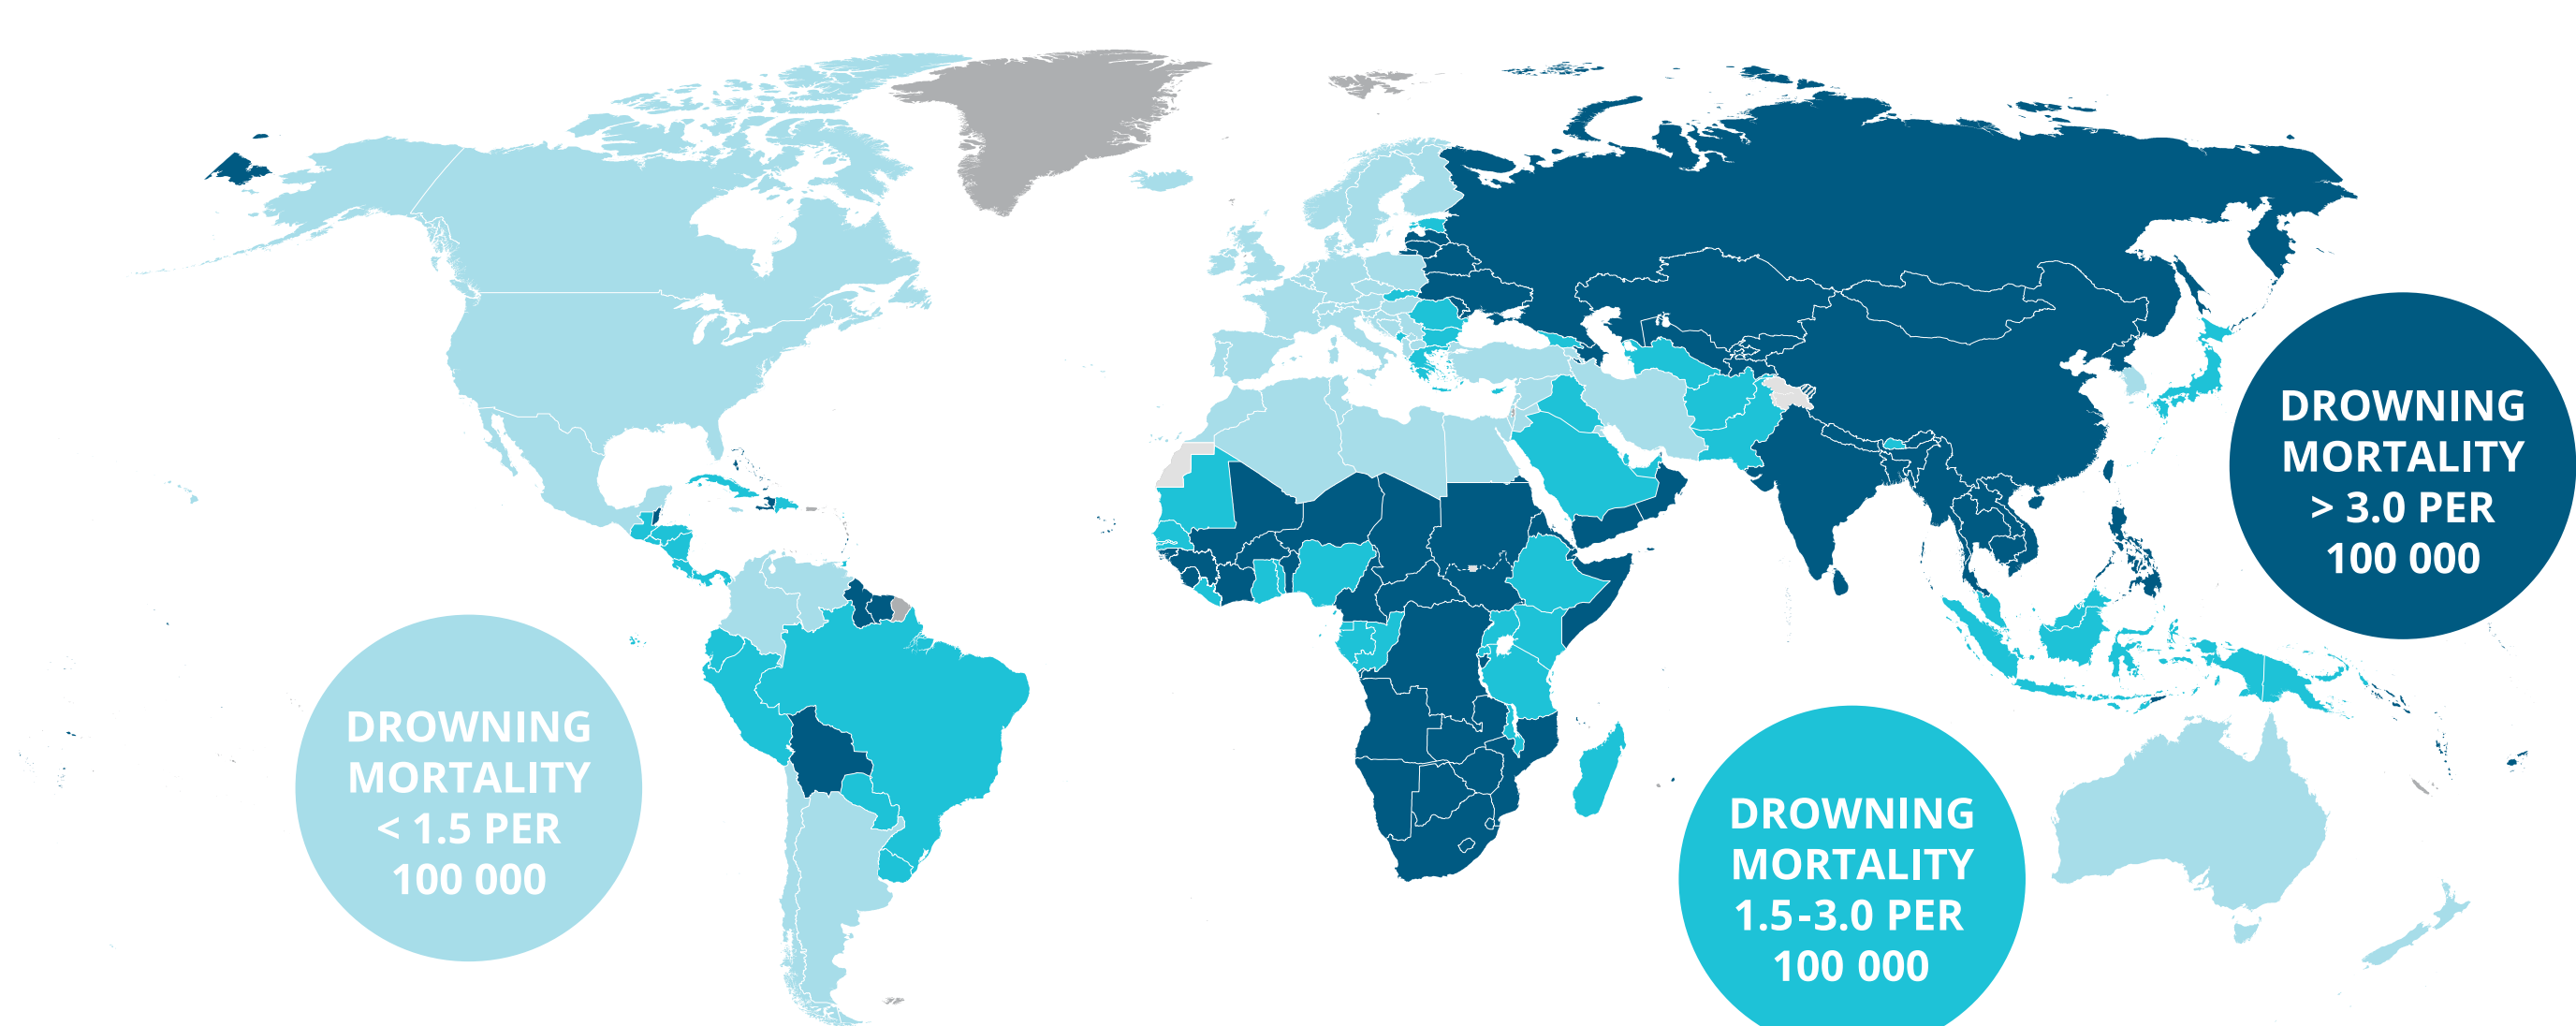 DROWNING
MORTALITY
< 1.5 PER
100 000
DROWNING
MORTALITY
1.5-3.0 PER
100 000
DROWNING
MORTALITY
> 3.0 PER
100 000